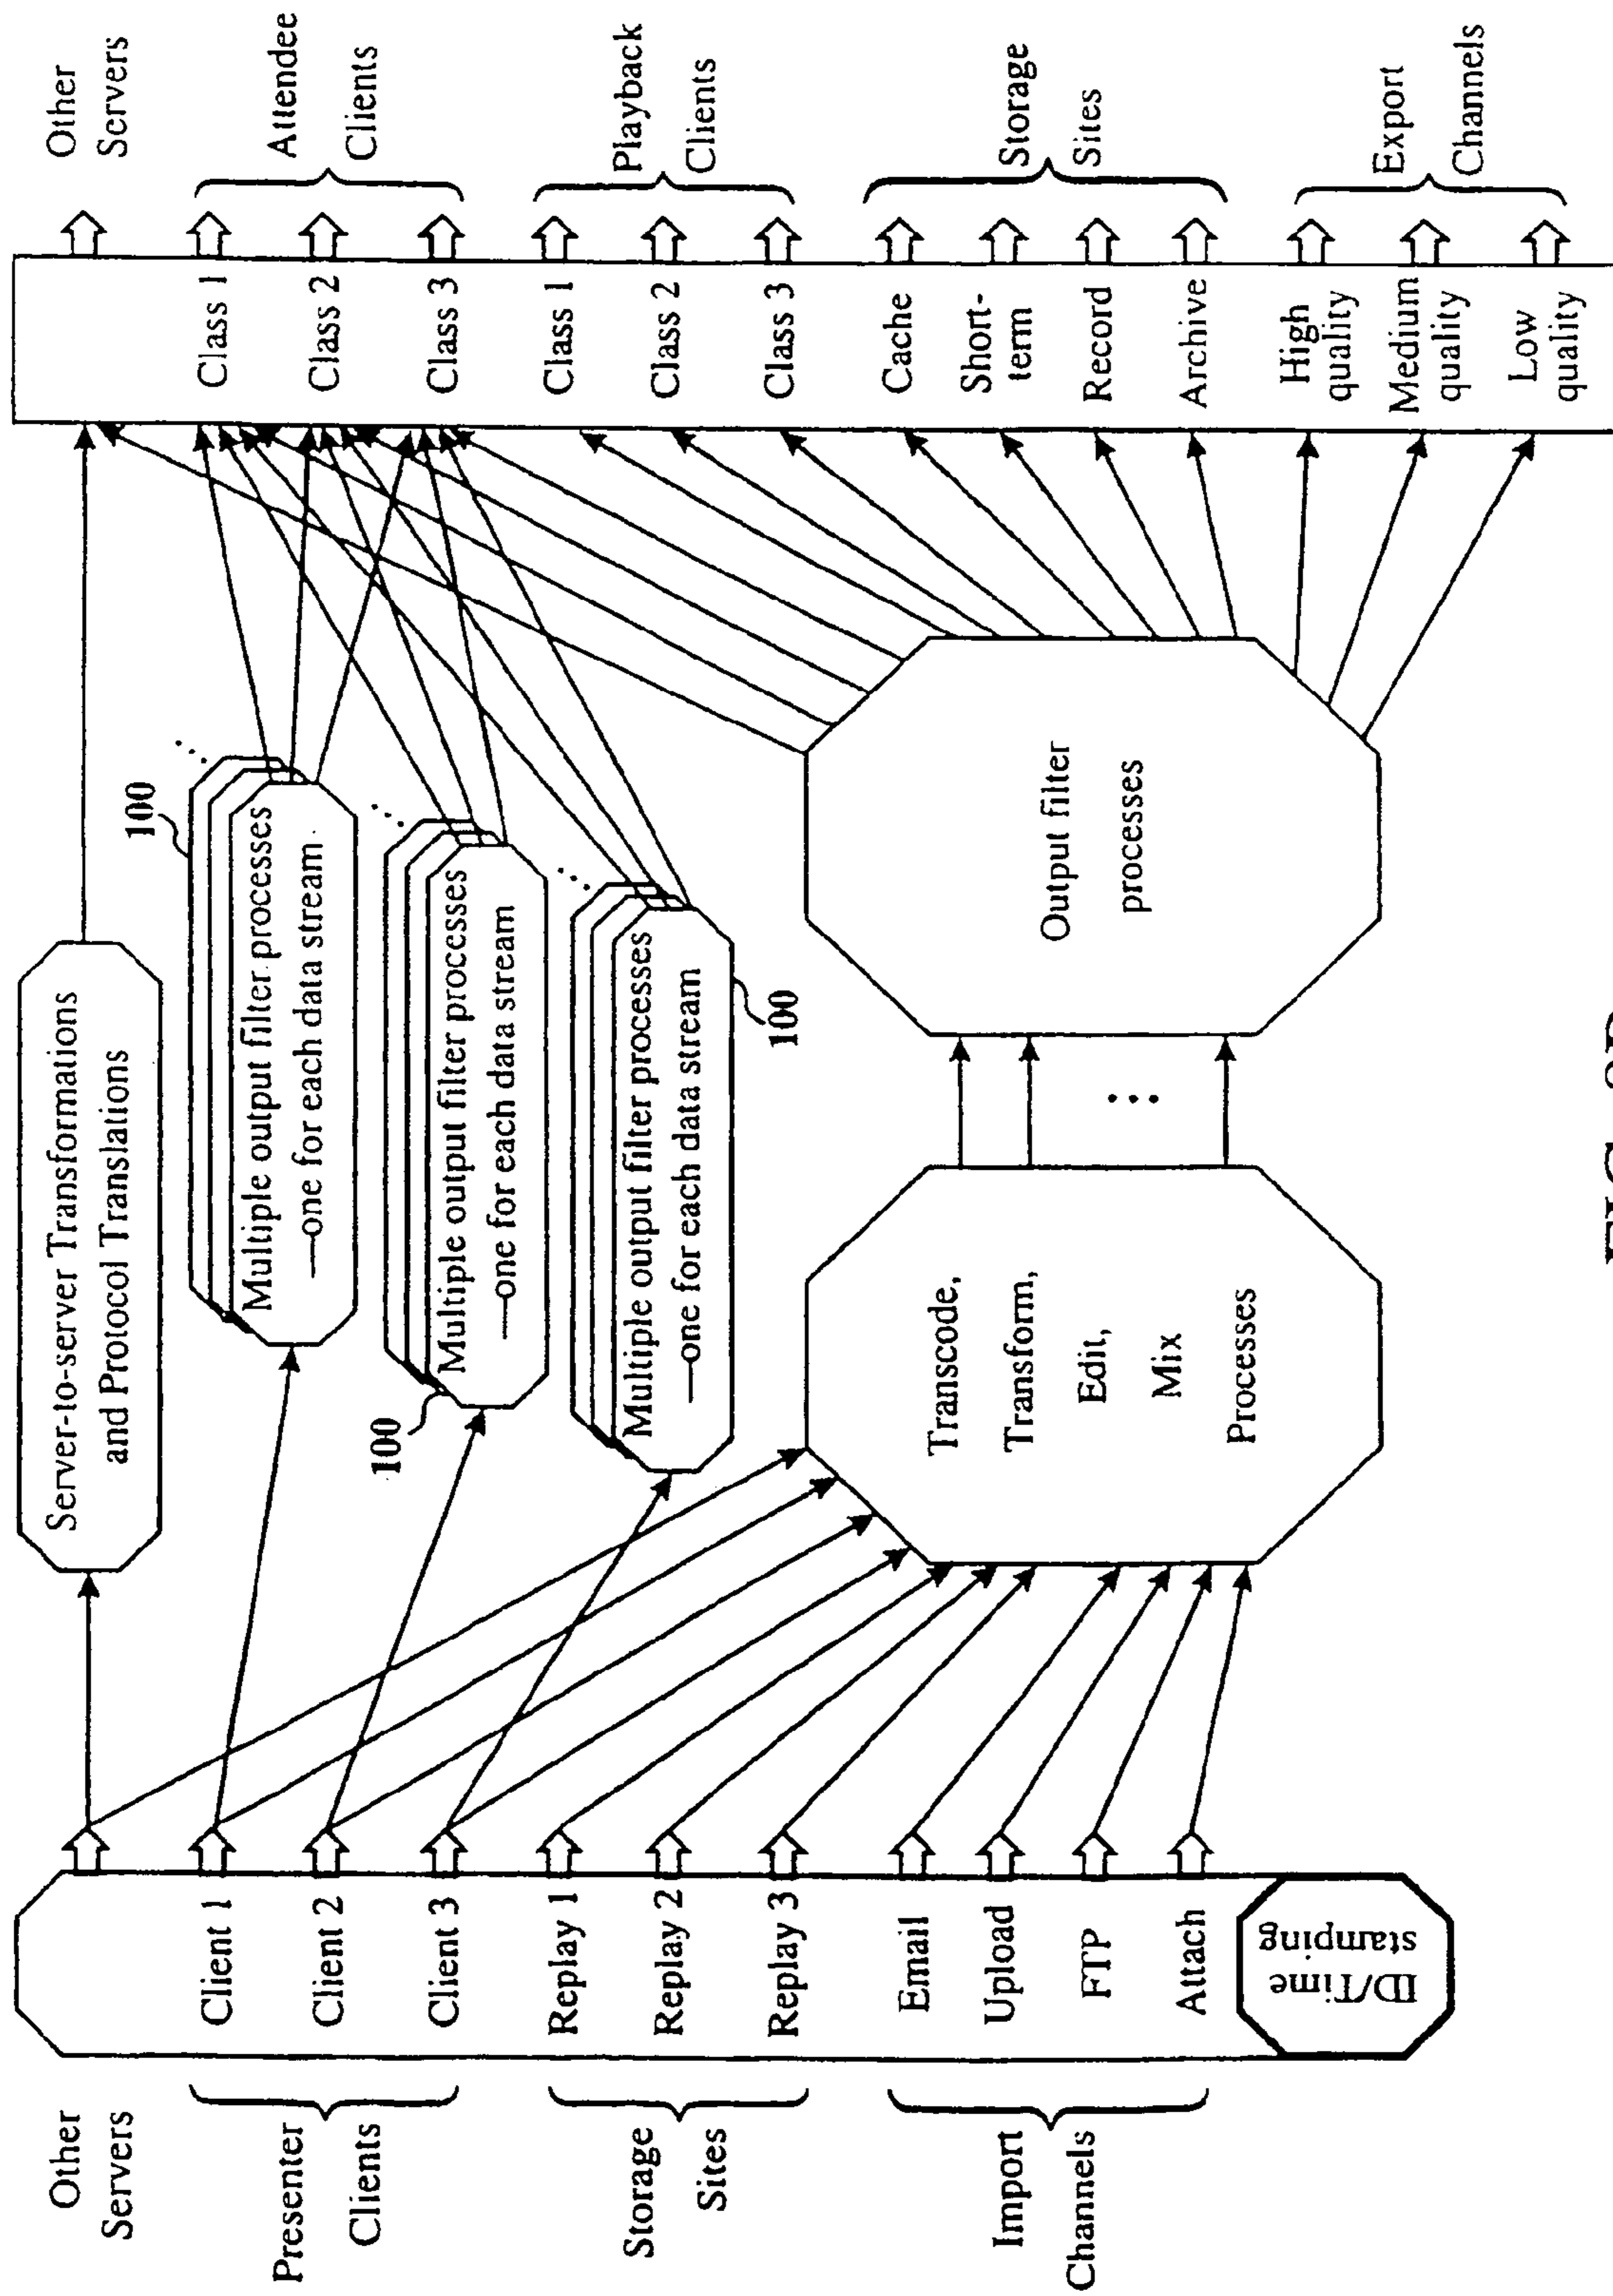 Other
Servers
Presenter
Clients
Storage
Sites
Import
Channels
Client 1
Client 2
Client 3
Replay 1
Replay 2
Replay 3
Email
Upload
FTP
Attach
ID/Time
stamping
Server-to-server Transformations
and Protocol Translations
100
Multiple output filter processes
—one for each data stream
100
Multiple output filter processes
—one for each data stream
Multiple output filter processes
—one for each data stream
100
Transcode,
Transform,
Edit,
Mix
Processes
Output filter
processes
Class 1
Class 2
Class 3
Class 1
Class 2
Class 3
Cache
Short-
term
Record
Archive
High
quality
Medium
quality
Low
quality
Other
Servers
Attendee
Clients
Playback
Clients
Storage
Sites
Export
Channels